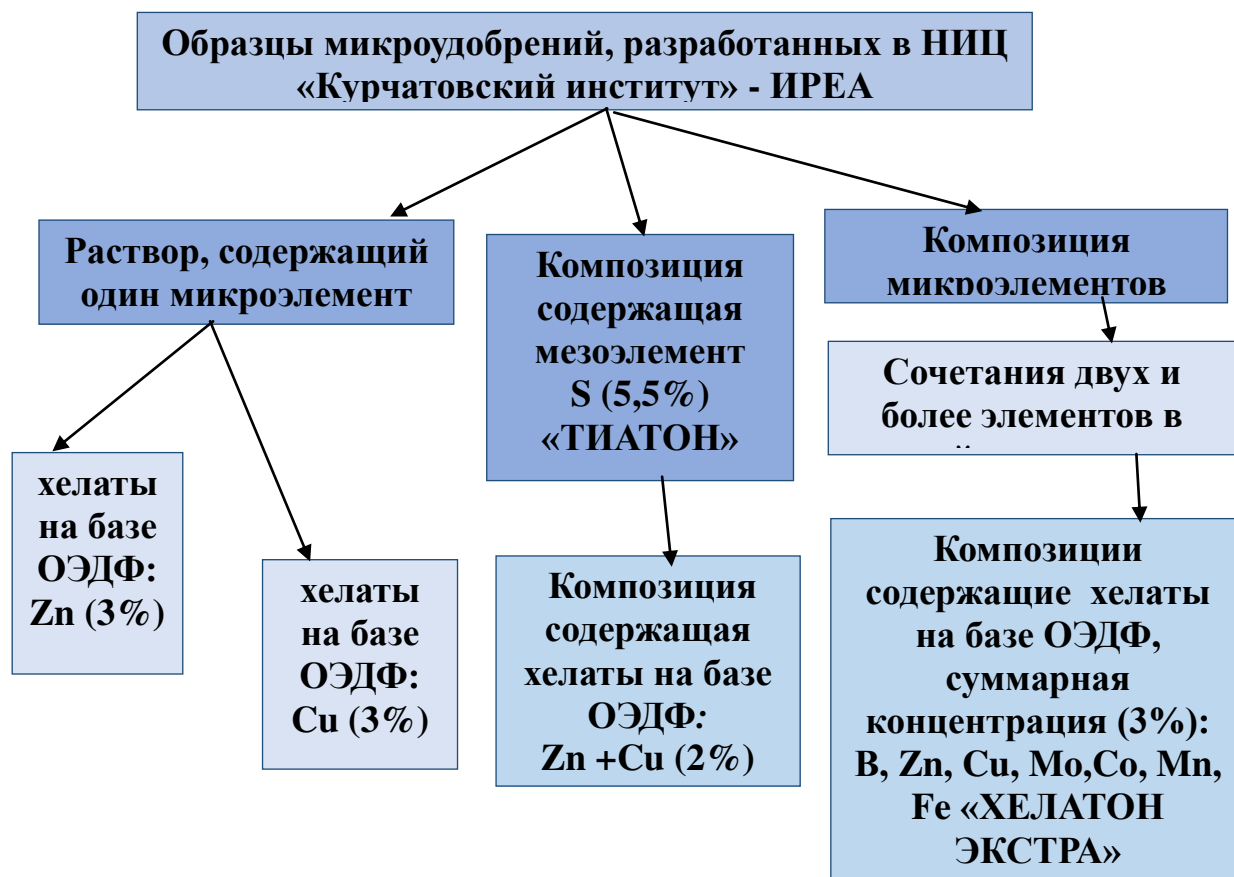 Образцы микроудобрений, разработанных в НИЦ
«Курчатовский институт» - ИРЕА
Раствор, содержащий
один микроэлемент
Композиция
содержащая
мезоэлемент
S (5,5%)
«ТИАТОН»
Композиция
микроэлементов
Сочетания двух и
более элементов в
хелаты
на базе
ОЭДФ:
Zn (3%)
хелаты
на базе
ОЭДФ:
Cu (3%)
Композиция
содержащая
хелаты на базе
ОЭДФ:
Zn +Cu (2%)
Композиции
содержащие хелаты
на базе ОЭДФ,
суммарная
концентрация (3%):
B, Zn, Cu, Mo,Co, Mn,
Fe «ХЕЛАТОН
ЭКСТРА»